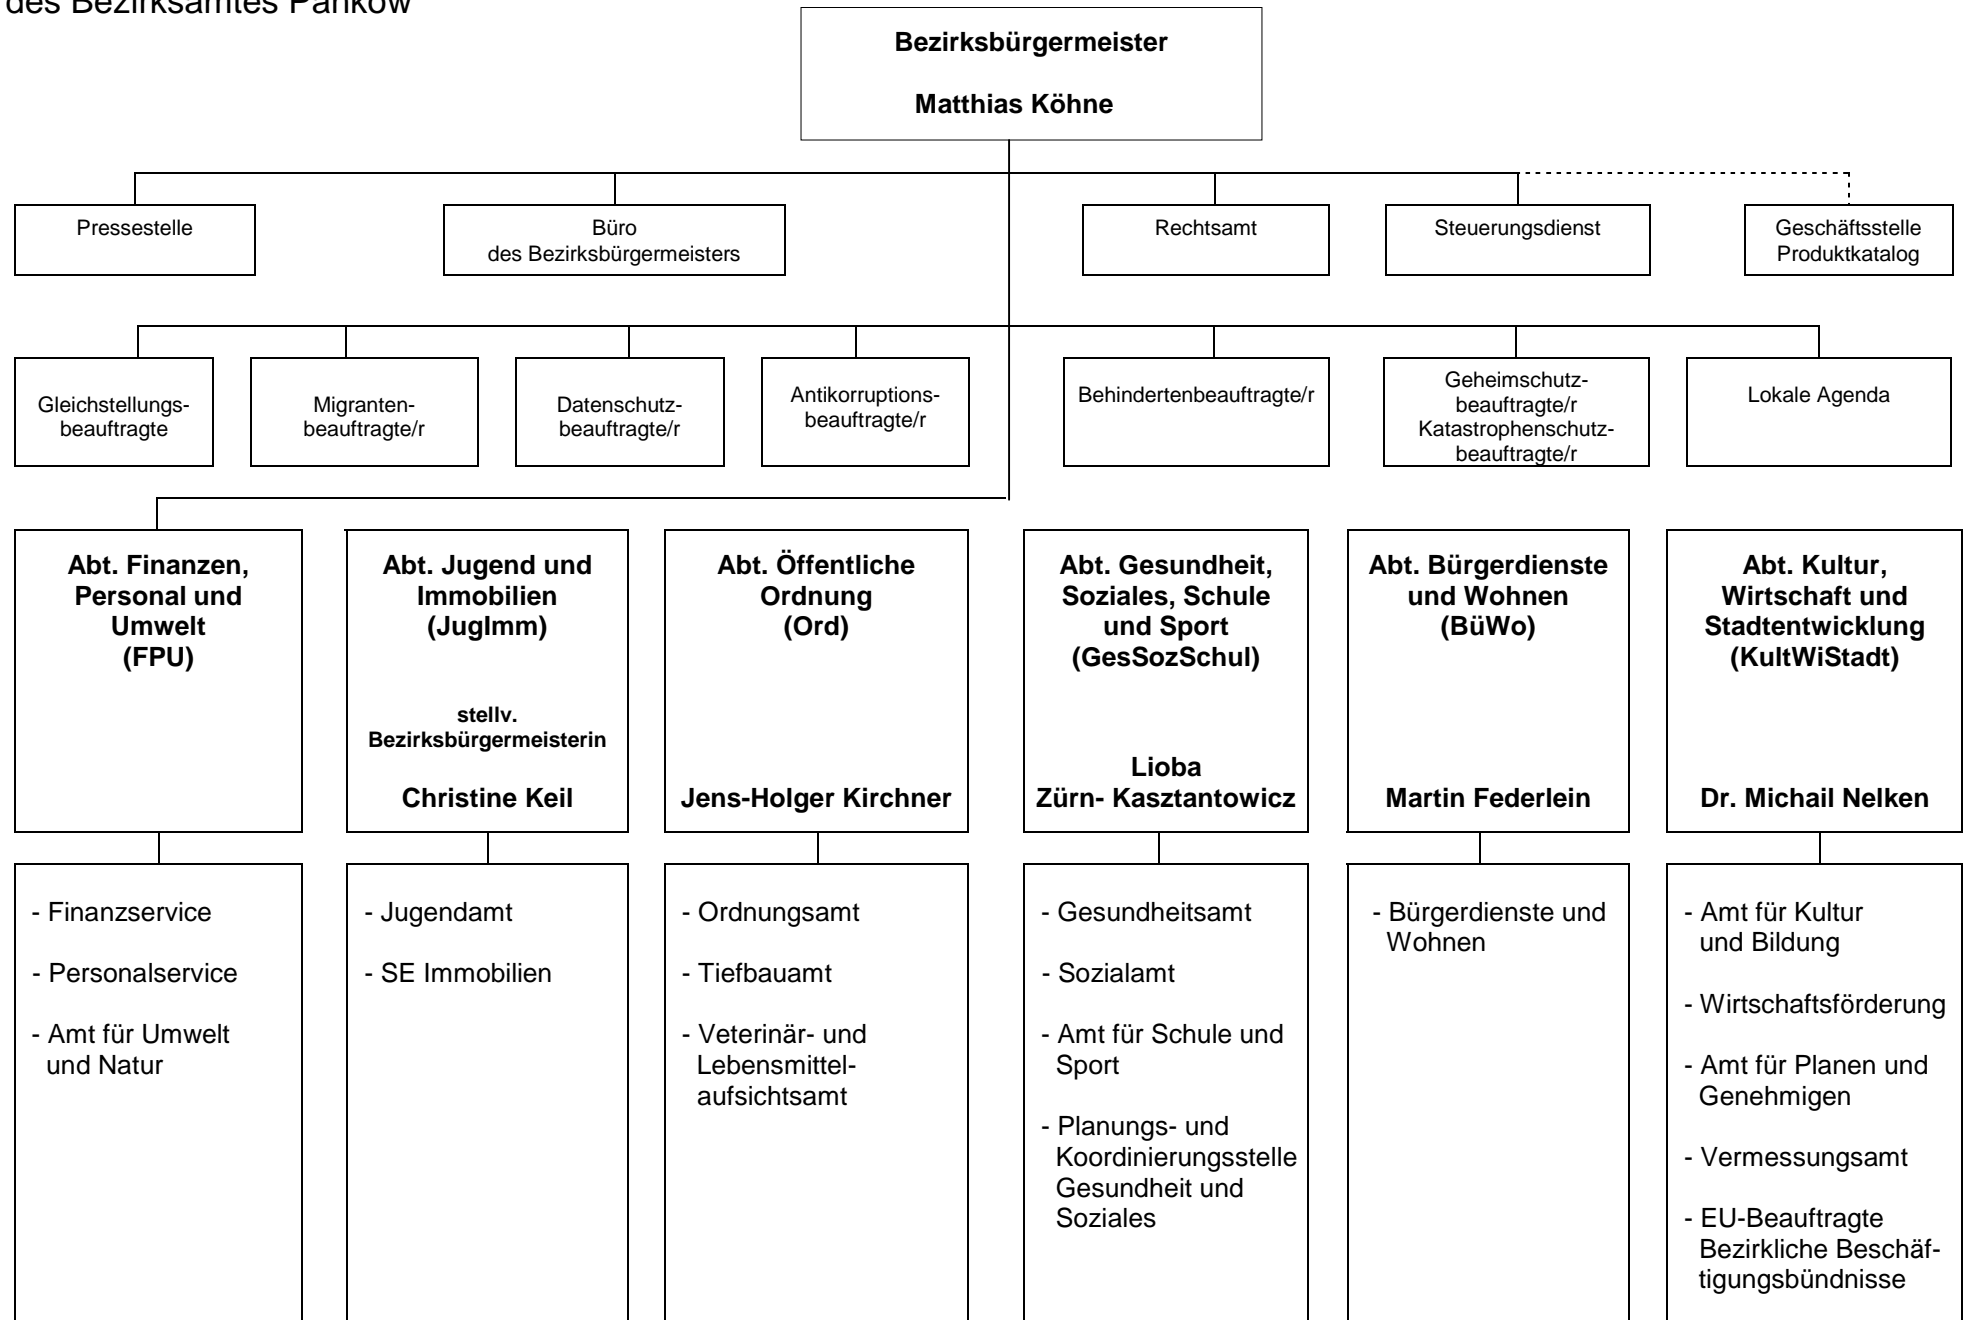 des Bezirksamtes Pankow
Bezirksbürgermeister
Matthias Köhne
Pressestelle
Büro
des Bezirksbürgermeisters
Rechtsamt
Steuerungsdienst
Geschäftsstelle
Produktkatalog
Gleichstellungs-
beauftragte
Migranten-
beauftragte/r
Datenschutz-
beauftragte/r
Antikorruptions-
beauftragte/r
Behindertenbeauftragte/r
Geheimschutz-
beauftragte/r
Katastrophenschutz-
beauftragte/r
Lokale Agenda
Abt. Finanzen,
Personal und
Umwelt
(FPU)
Abt. Jugend und
Immobilien
(JugImm)
stellv.
Bezirksbürgermeisterin
Christine Keil
Abt. Öffentliche
Ordnung
(Ord)
Jens-Holger Kirchner
Abt. Gesundheit,
Soziales, Schule
und Sport
(GesSozSchul)
Lioba
Zürn- Kasztantowicz
Abt. Bürgerdienste
und Wohnen
(BüWo)
Martin Federlein
Abt. Kultur,
Wirtschaft und
Stadtentwicklung
(KultWiStadt)
Dr. Michail Nelken
- Finanzservice
- Personalservice
- Amt für Umwelt
und Natur
- Jugendamt
- SE Immobilien
- Ordnungsamt
- Tiefbauamt
- Veterinär- und
Lebensmittel-
aufsichtsamt
- Gesundheitsamt
- Sozialamt
- Amt für Schule und
Sport
- Planungs- und
Koordinierungsstelle
Gesundheit und
Soziales
- Bürgerdienste und
Wohnen
- Amt für Kultur
und Bildung
- Wirtschaftsförderung
- Amt für Planen und
Genehmigen
- Vermessungsamt
- EU-Beauftragte
Bezirkliche Beschäf-
tigungsbündnisse